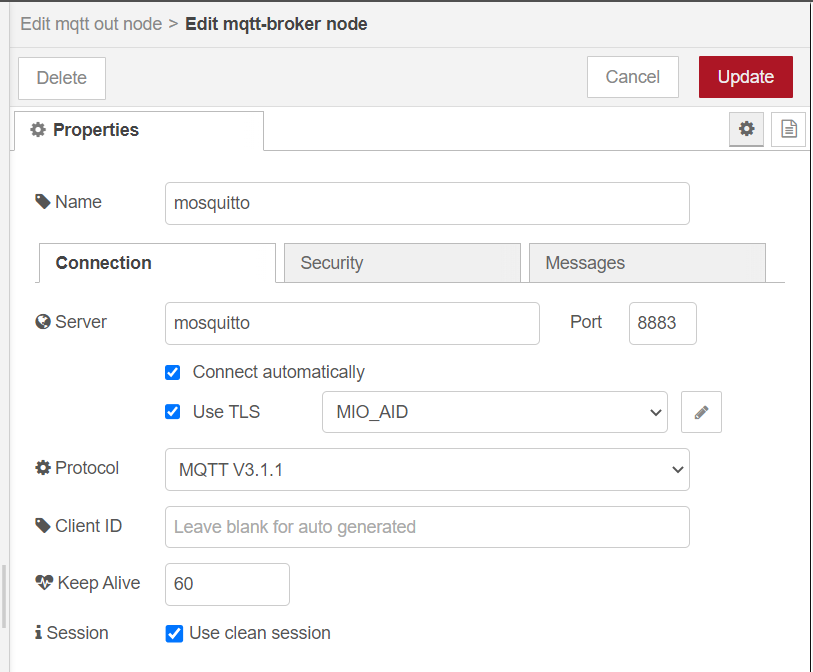 Edit mqtt out node > Edit mqtt-broker node
Delete
Cancel
Update
Properties
Name
mosquitto
Connection
Security
Messages
Server
mosquitto
Port
8883
Connect automatically
Use TLS
MIO_AID
Protocol
MQTT V3.1.1
Client ID
Leave blank for auto generated
Keep Alive
60
Session
Use clean session